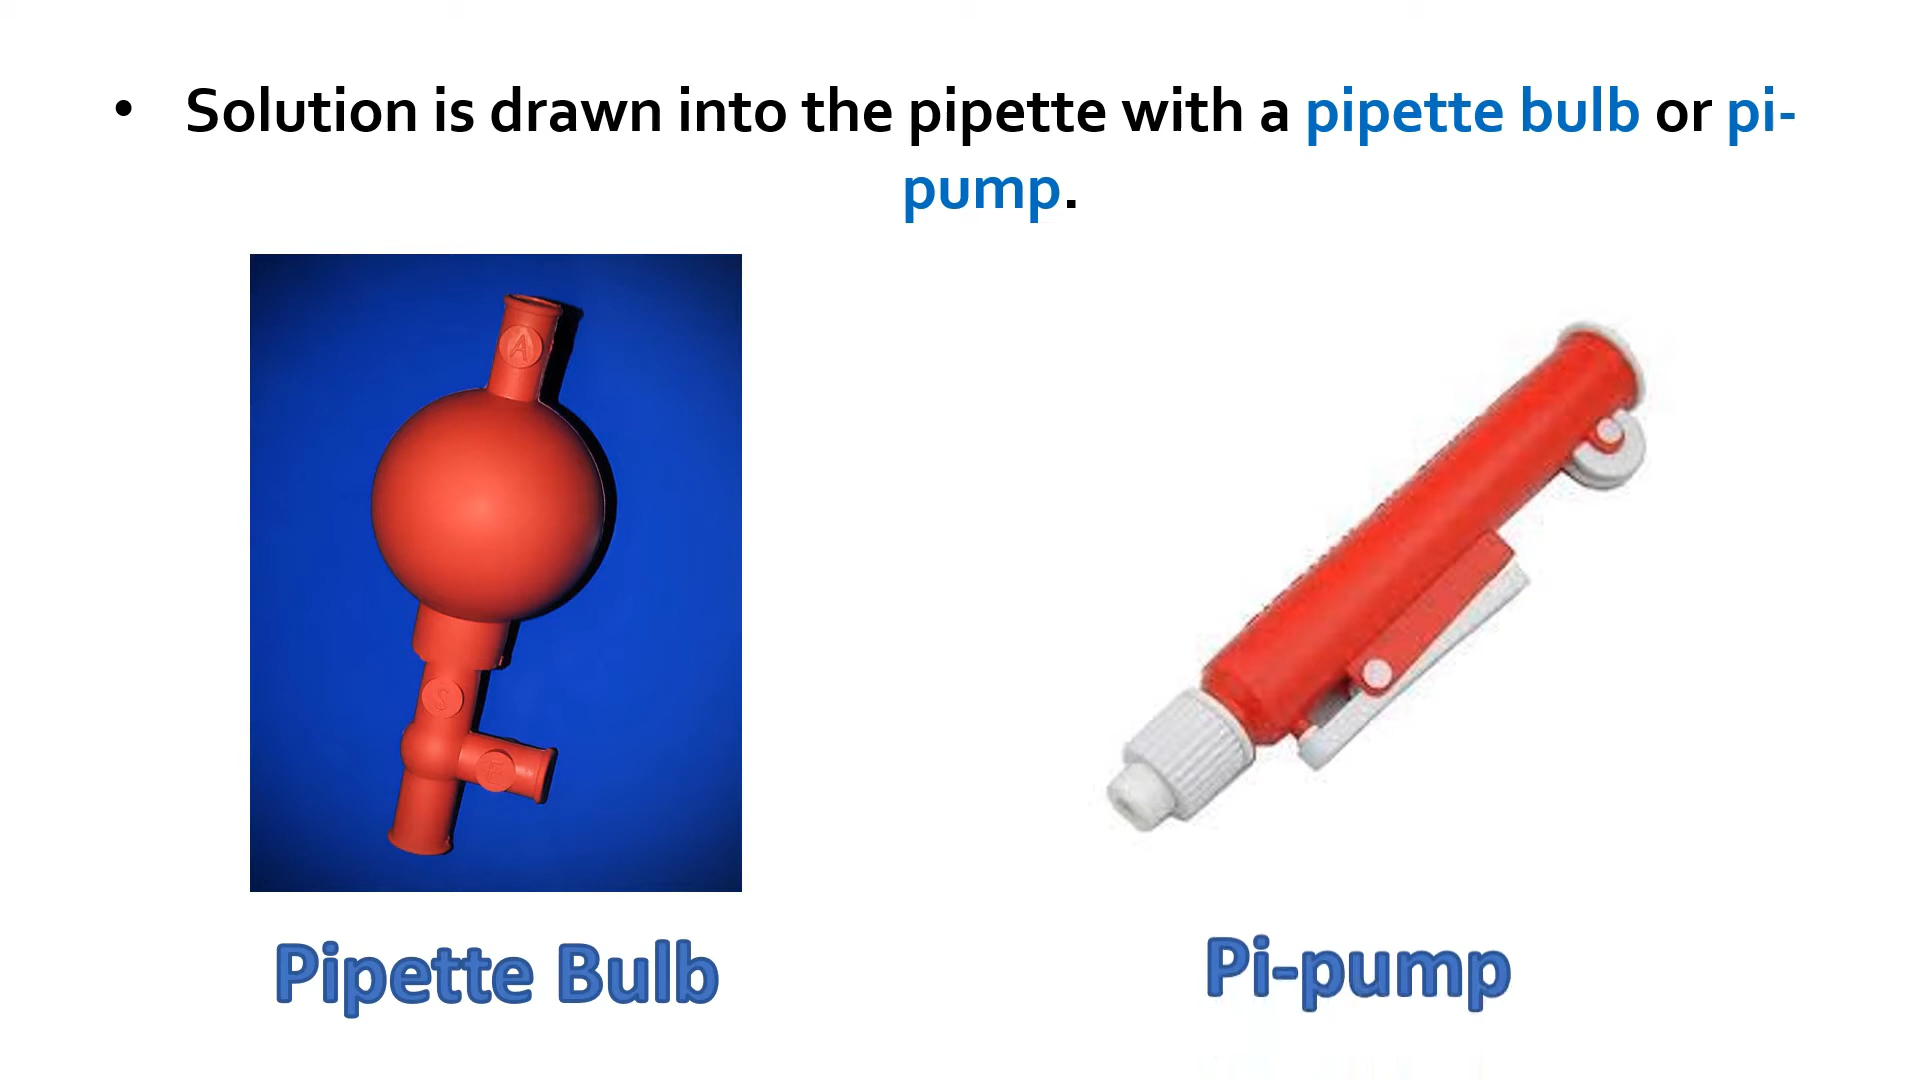 • Solution is drawn into the pipette with a pipette bulb or pi-
pump.
A
S
E
Pipette Bulb
Pi-pump